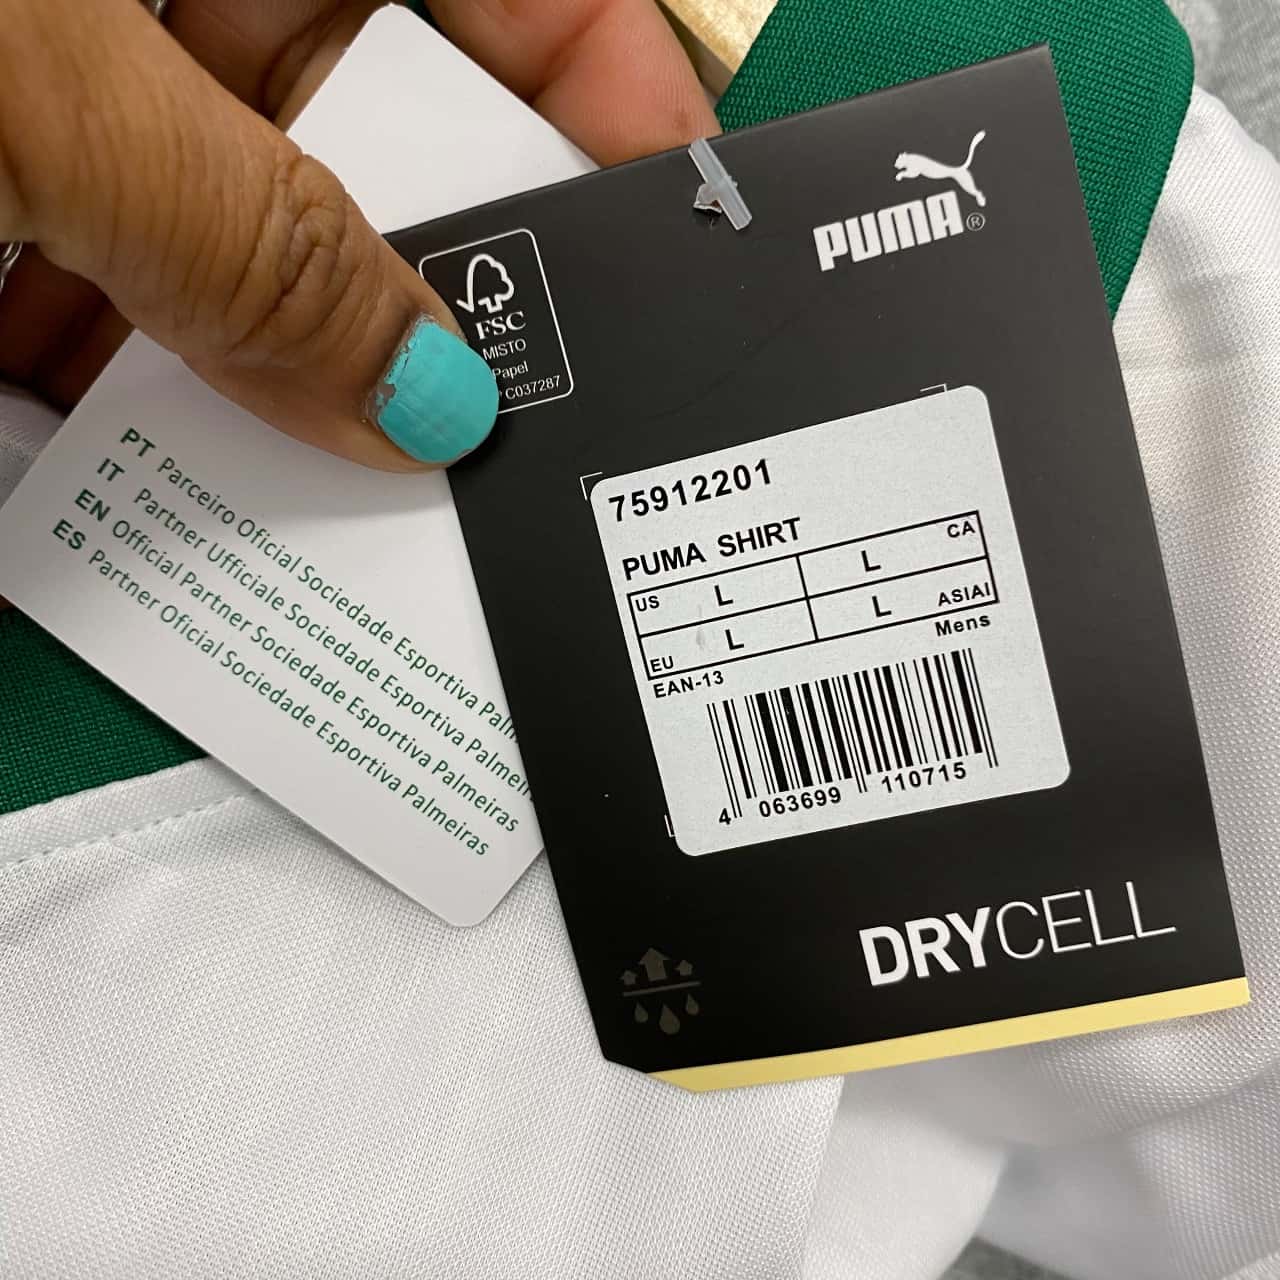 PUMA®
FSC
MISTO
Papel
C037287
75912201
PUMA SHIRT
US L L CA
EU L L ASIA
Mens
EAN-13
4 063699 110715
DRYCELL
PT Parceiro Oficial Sociedade Esportiva
IT Partner Ufficiale Sociedade Esportiva Palmeiras
EN Official Partner Sociedade Esportiva Palmeiras
ES Partner Oficial Sociedade Esportiva Palmeiras